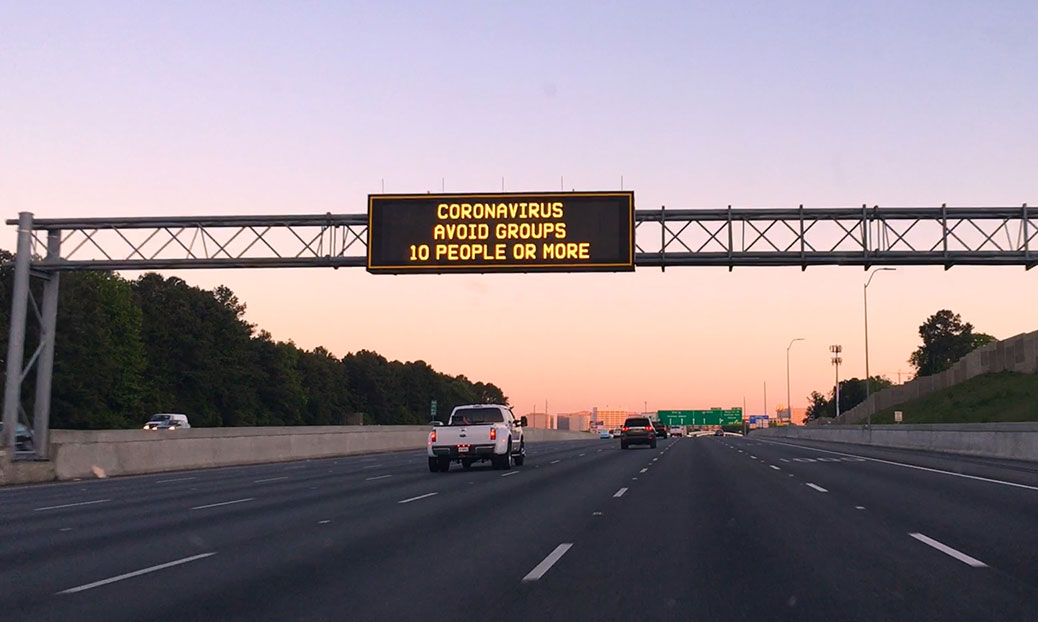 CORONAVIRUS
AVOID GROUPS
10 PEOPLE OR MORE